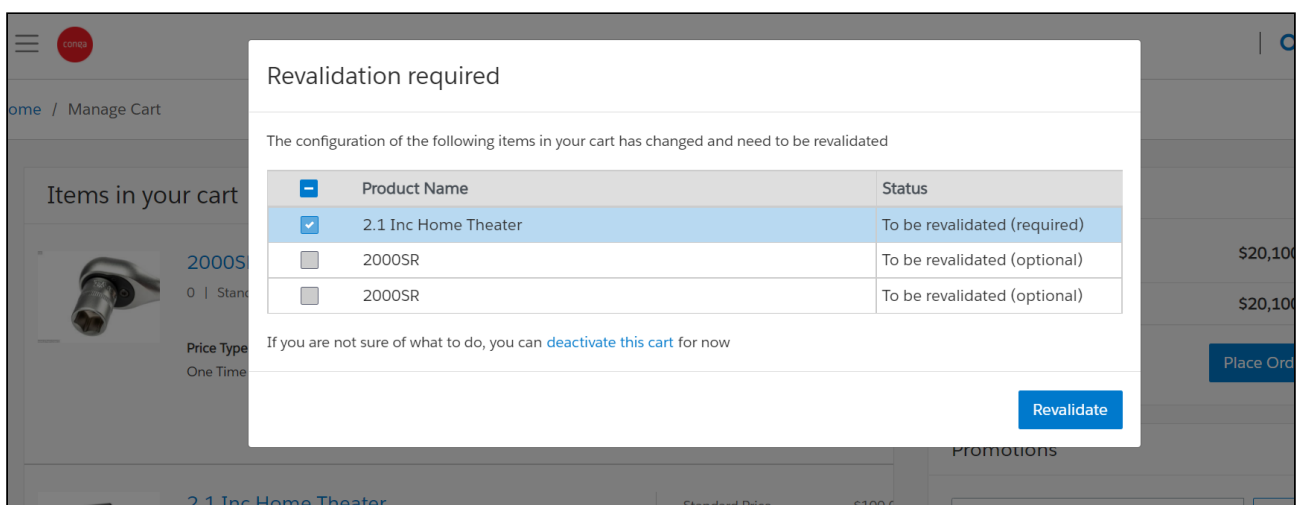 conga
Revalidation required
ome / Manage Cart
The configuration of the following items in your cart has changed and need to be revalidated
Product Name Status
Items in your cart
2.1 Inc Home Theater To be revalidated (required)
2000SR To be revalidated (optional)
2000S
$20,100
0 | Stand
2000SR To be revalidated (optional)
$20,100
If you are not sure of what to do, you can deactivate this cart for now
Price Type
One Time
Place Ord
Revalidate
Promotions
2.1 Inc Home Theater
Standard Price